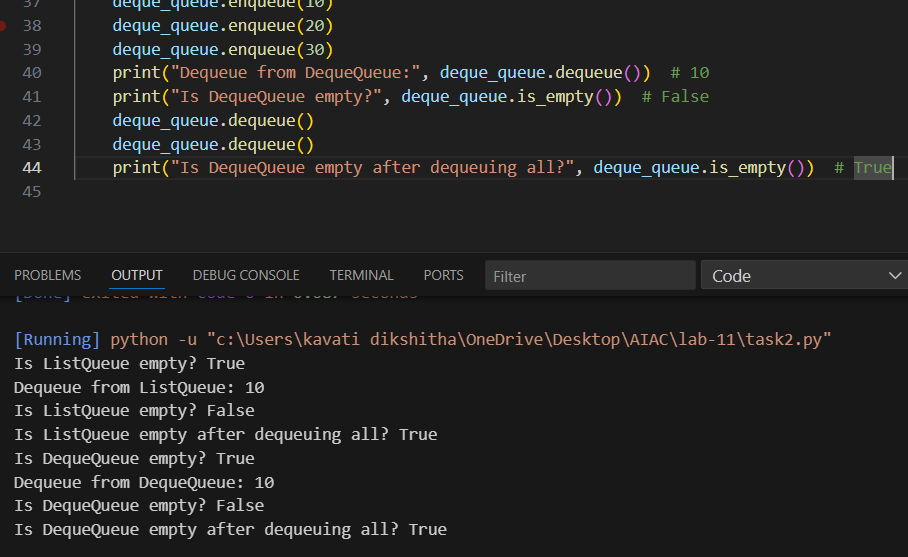 37 deque_queue.enqueue(10)
38 deque_queue.enqueue(20)
39 deque_queue.enqueue(30)
40 print("Dequeue from DequeQueue:", deque_queue.dequeue())  # 10
41 print("Is DequeQueue empty?", deque_queue.is_empty())  # False
42 deque_queue.dequeue()
43 deque_queue.dequeue()
44 print("Is DequeQueue empty after dequeuing all?", deque_queue.is_empty())  # True
45
PROBLEMS OUTPUT DEBUG CONSOLE TERMINAL PORTS Filter Code
[Done] exited with code 0 in seconds
[Running] python -u "c:\Users\kavati dikshitha\OneDrive\Desktop\AIAC\lab-11\task2.py"
Is ListQueue empty? True
Dequeue from ListQueue: 10
Is ListQueue empty? False
Is ListQueue empty after dequeuing all? True
Is DequeQueue empty? True
Dequeue from DequeQueue: 10
Is DequeQueue empty? False
Is DequeQueue empty after dequeuing all? True